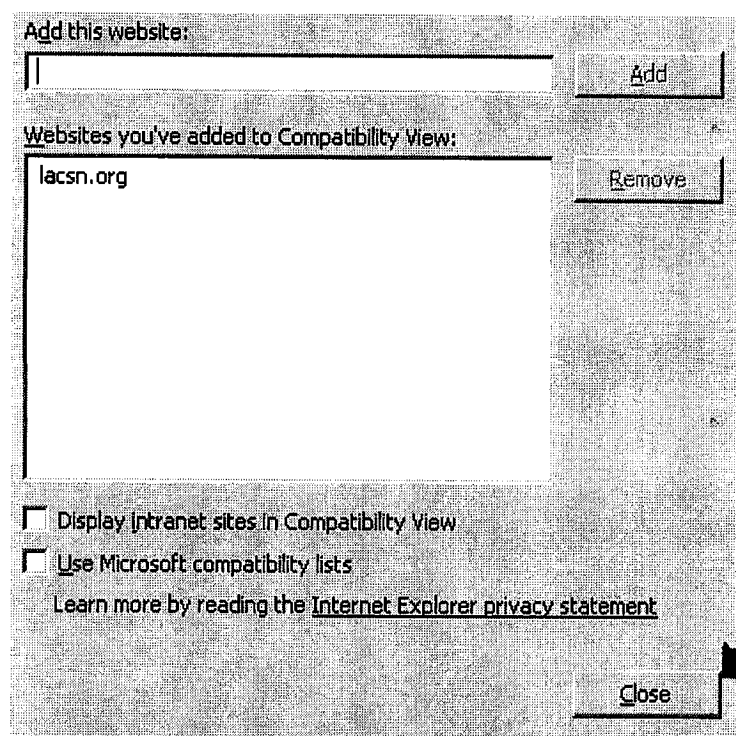 Add this website:
Add
Websites you've added to Compatibility View:
lacsn.org
Remove
Display intranet sites in Compatibility View
Use Microsoft compatibility lists
Learn more by reading the Internet Explorer privacy statement
Close